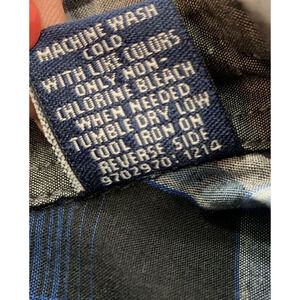 MACHINE WASH
COLD
WITH LIKE COLORS
ONLY NON-
CHLORINE BLEACH
WHEN NEEDED
TUMBLE DRY LOW
COOL IRON ON
REVERSE SIDE
9702970: 1214